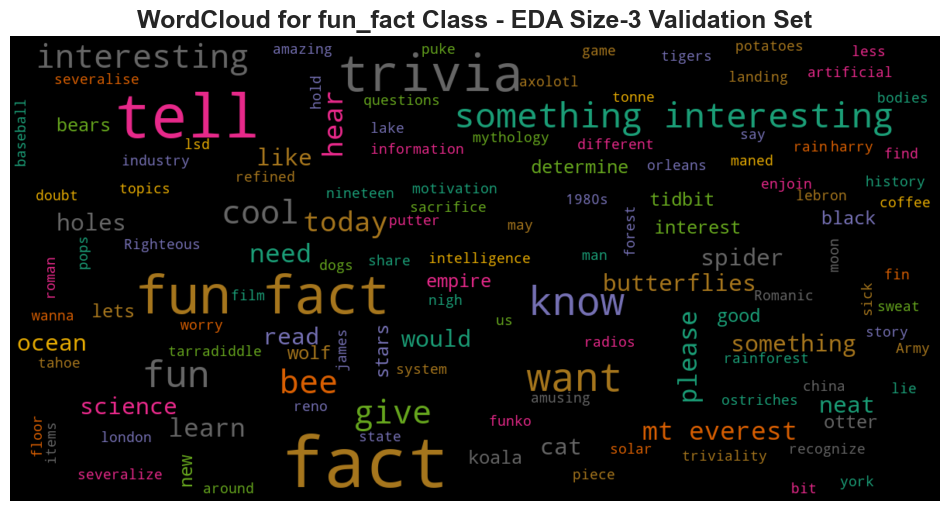 WordCloud for fun_fact Class - EDA Size-3 Validation Set
interesting
amazing
puke
game
tigers
potatoes
less
severalise
hold
trivia
axolotl
landing
artificial
baseball
bears
tell
hear
questions
tonne
something interesting
bodies
lsd
lake
mythology
say
industry
like
information
different
rain
harry
find
refined
determine
orleans
maned
doubt
topics
nineteen
motivation
enjoin
history
holes
cool
today
putter
sacrifice
1980s
tidbit
lebron
coffee
pops
Righteous
need
may
forest
interest
black
roman
dogs
share
intelligence
man
spider
moon
fun fact
film
empire
know
butterflies
fin
wanna
lets
nigh
Romanic
sick
sweat
worry
us
good
story
ocean
read
james
stars
would
radios
please
something
Army
tahoe
tarradiddle
wolf
system
rainforest
fun
bee
want
china
lie
science
reno
give
amusing
ostriches
neat
floor
items
london
learn
state
funko
mt everest
otter
fact
koala
cat
solar
triviality
recognize
severalize
new
around
piece
bit
york